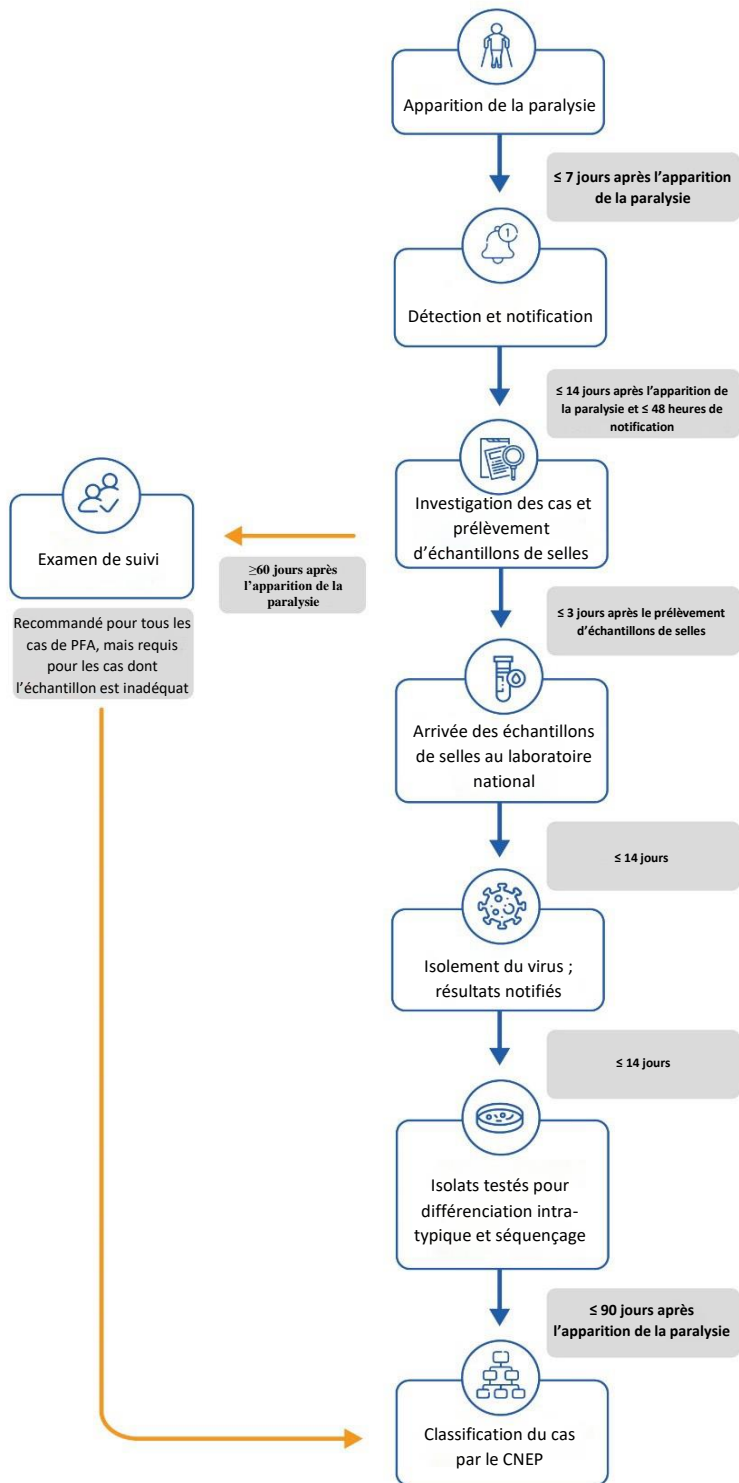 Apparition de la paralysie
≤ 7 jours après l’apparition
de la paralysie
1
Détection et notification
≤ 14 jours après l’apparition de
la paralysie et ≤ 48 heures de
notification
Investigation des cas et
prélèvement
d’échantillons de selles
≥60 jours après
l’apparition de la
paralysie
Examen de suivi
Recommandé pour tous les
cas de PFA, mais requis
pour les cas dont
l’échantillon est inadéquat
≤ 3 jours après le prélèvement
d’échantillons de selles
Arrivée des échantillons
de selles au laboratoire
national
≤ 14 jours
Isolement du virus ;
résultats notifiés
≤ 14 jours
Isolats testés pour
différenciation intra-
typique et séquençage
≤ 90 jours après
l’apparition de la paralysie
Classification du cas
par le CNEP